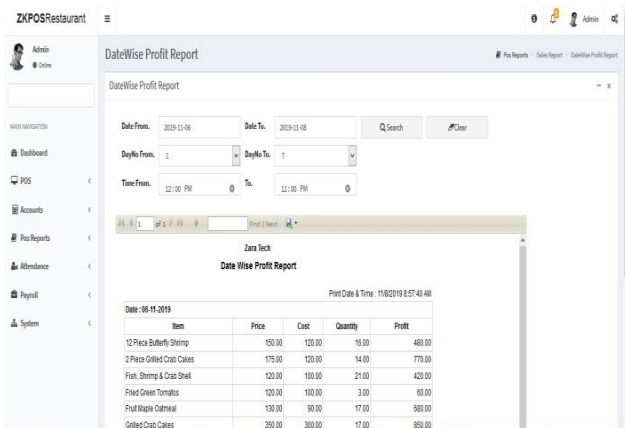 ZKPOSRestaurant
Admin
Admin
Online
DateWise Profit Report
Pos Reports - Sales Report - DateWise Profit Report
DateWise Profit Report
MAIN NAVIGATION
Dashboard
POS
Accounts
Pos Reports
Attendance
Payroll
System
Date From. 2019-11-06 Date To. 2019-11-08 Search Clear
DayNo From. 1 DayNo To. 7
Time From. 12:00 PM To. 12:00 PM
1 of 1 Find | Next
Zara Tech
Date Wise Profit Report
Print Date & Time : 11/8/2019 8:57:40 AM
Date : 06-11-2019
Item Price Cost Quantity Profit
12 Piece Butterfly Shrimp 150.00 120.00 16.00 480.00
2 Piece Grilled Crab Cakes 175.00 120.00 14.00 770.00
Fish, Shrimp & Crab Shell 120.00 100.00 21.00 420.00
Fried Green Tomatos 120.00 100.00 3.00 60.00
Fruit Maple Oatmeal 130.00 90.00 17.00 680.00
Grilled Crab Cakes 350.00 300.00 17.00 850.00